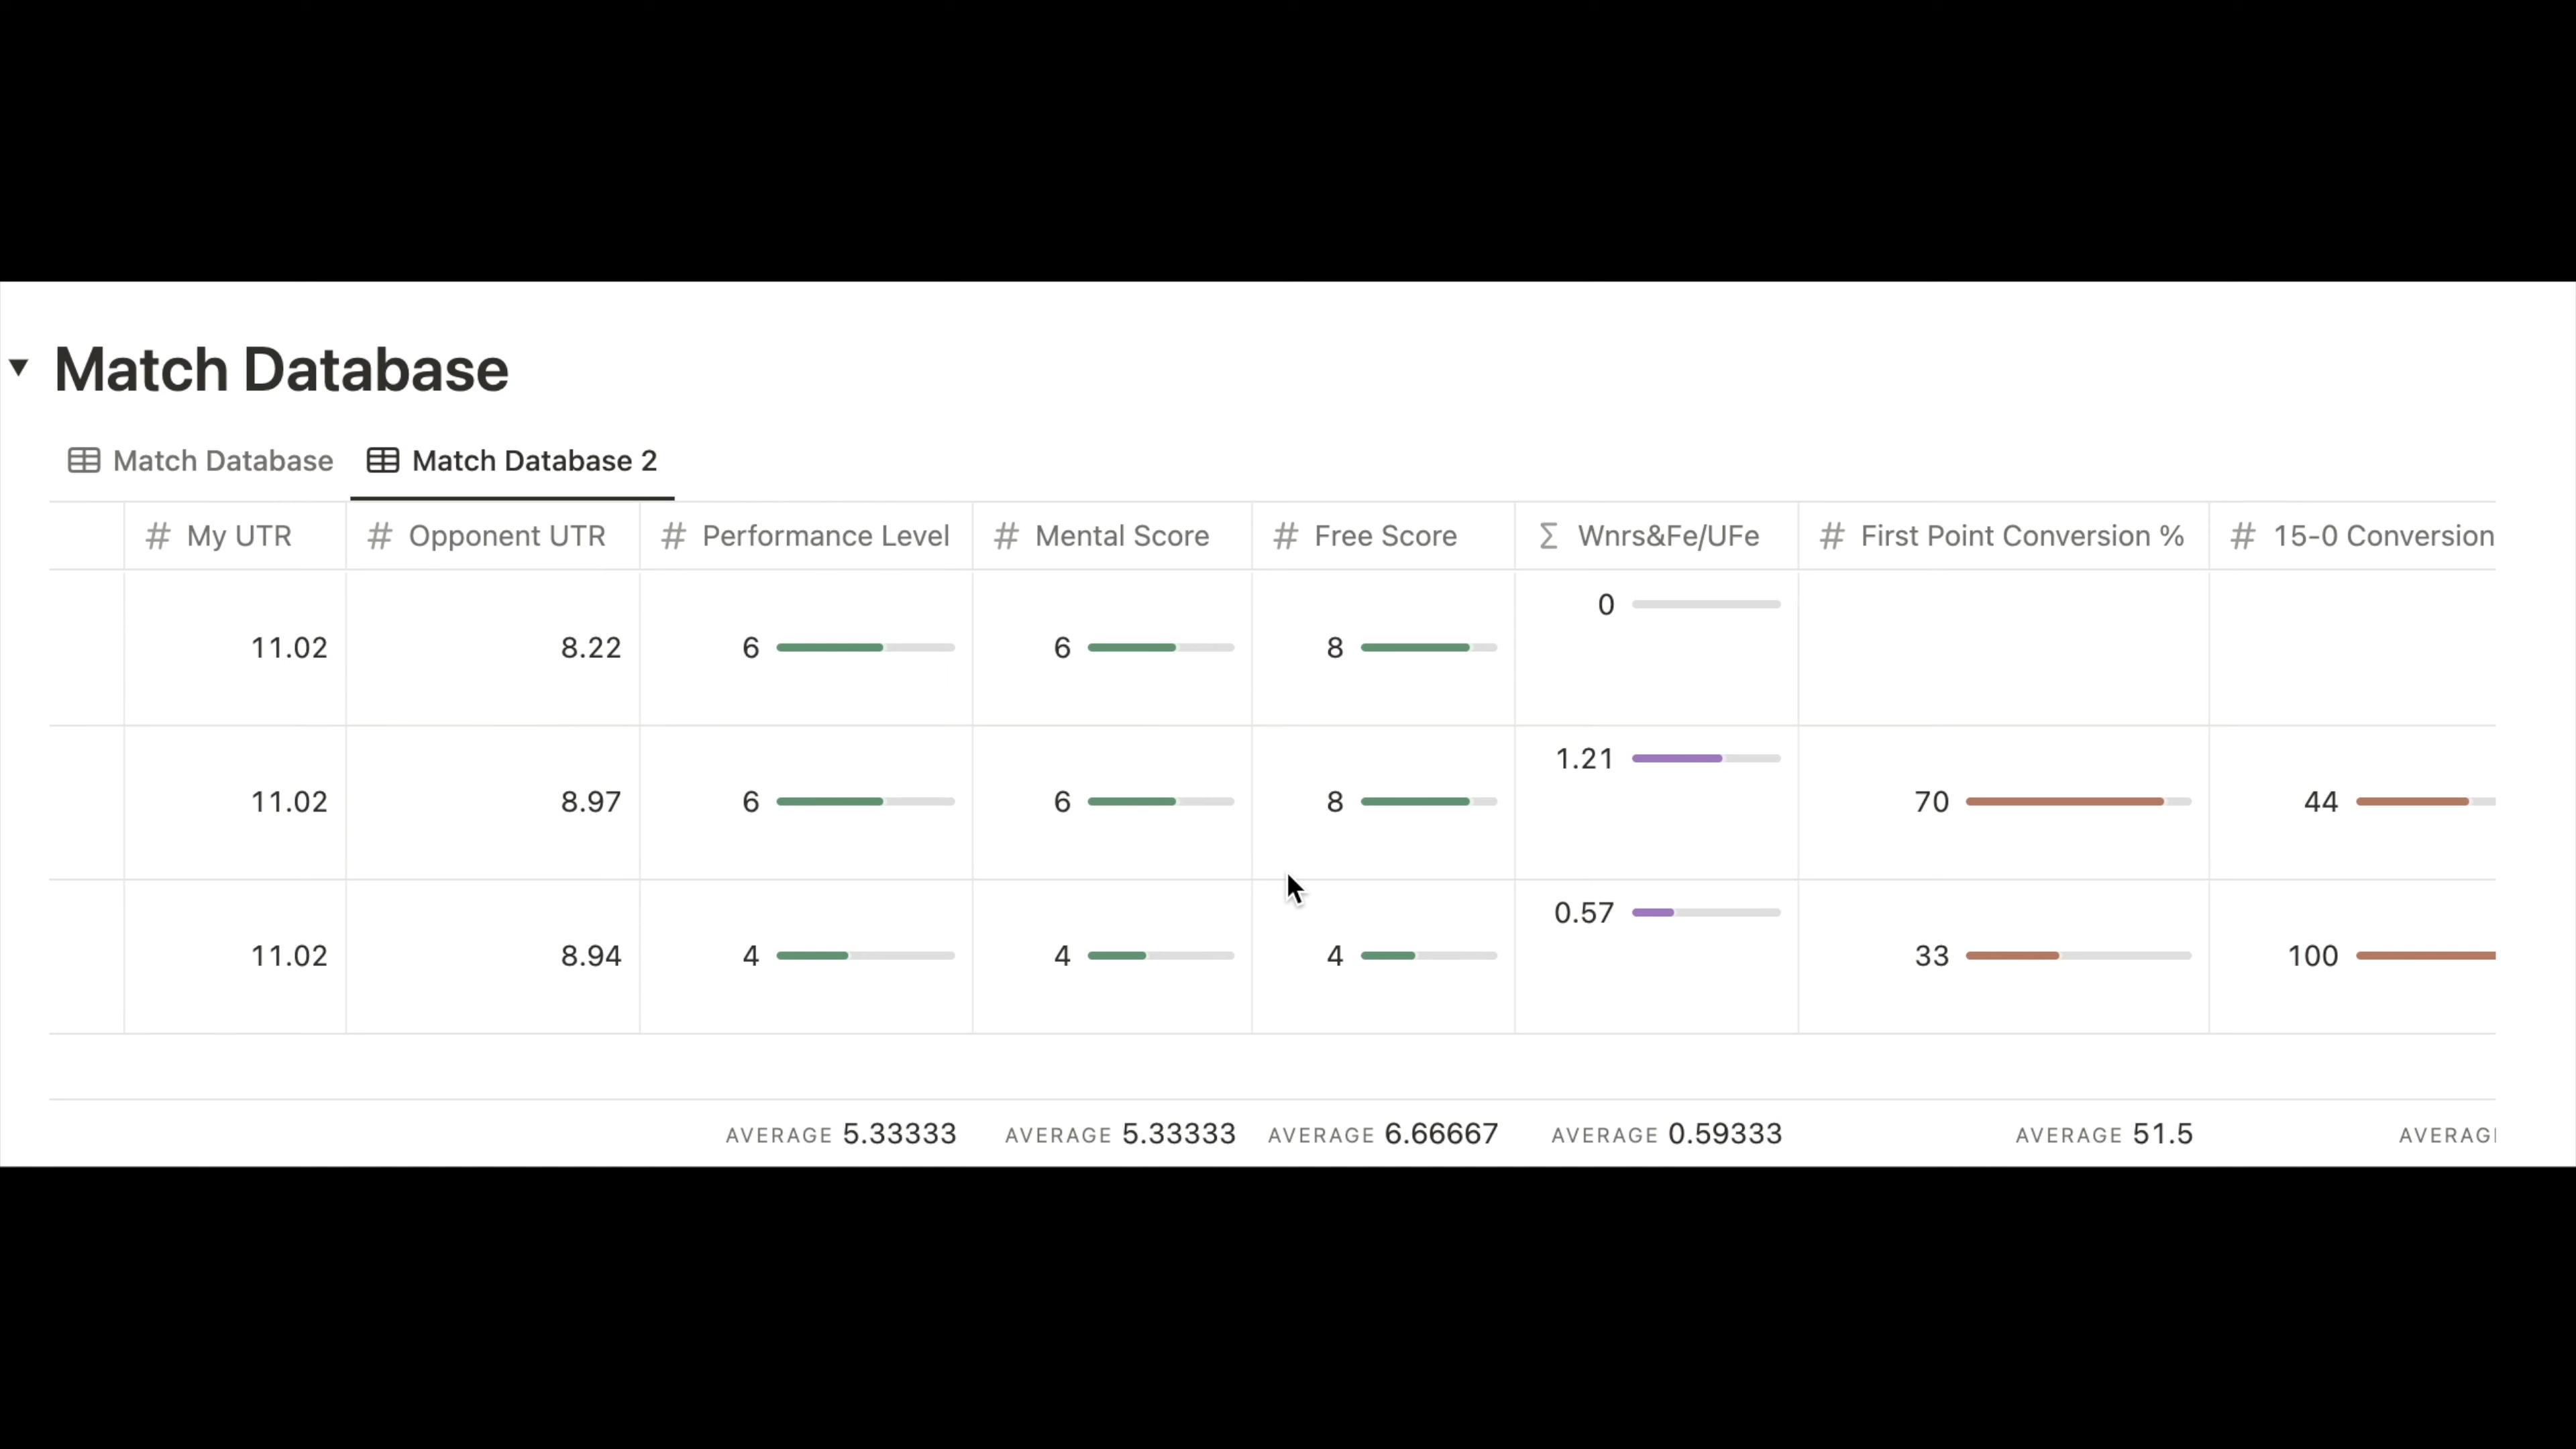 Match Database
Match Database Match Database 2
# My UTR # Opponent UTR # Performance Level # Mental Score # Free Score Σ Wnrs&Fe/UFe # First Point Conversion % # 15-0 Conversion
0
11.02 8.22 6 6 8
1.21
11.02 8.97 6 6 8 70 44
0.57
11.02 8.94 4 4 4 33 100
AVERAGE 5.33333 AVERAGE 5.33333 AVERAGE 6.66667 AVERAGE 0.59333 AVERAGE 51.5 AVERAG